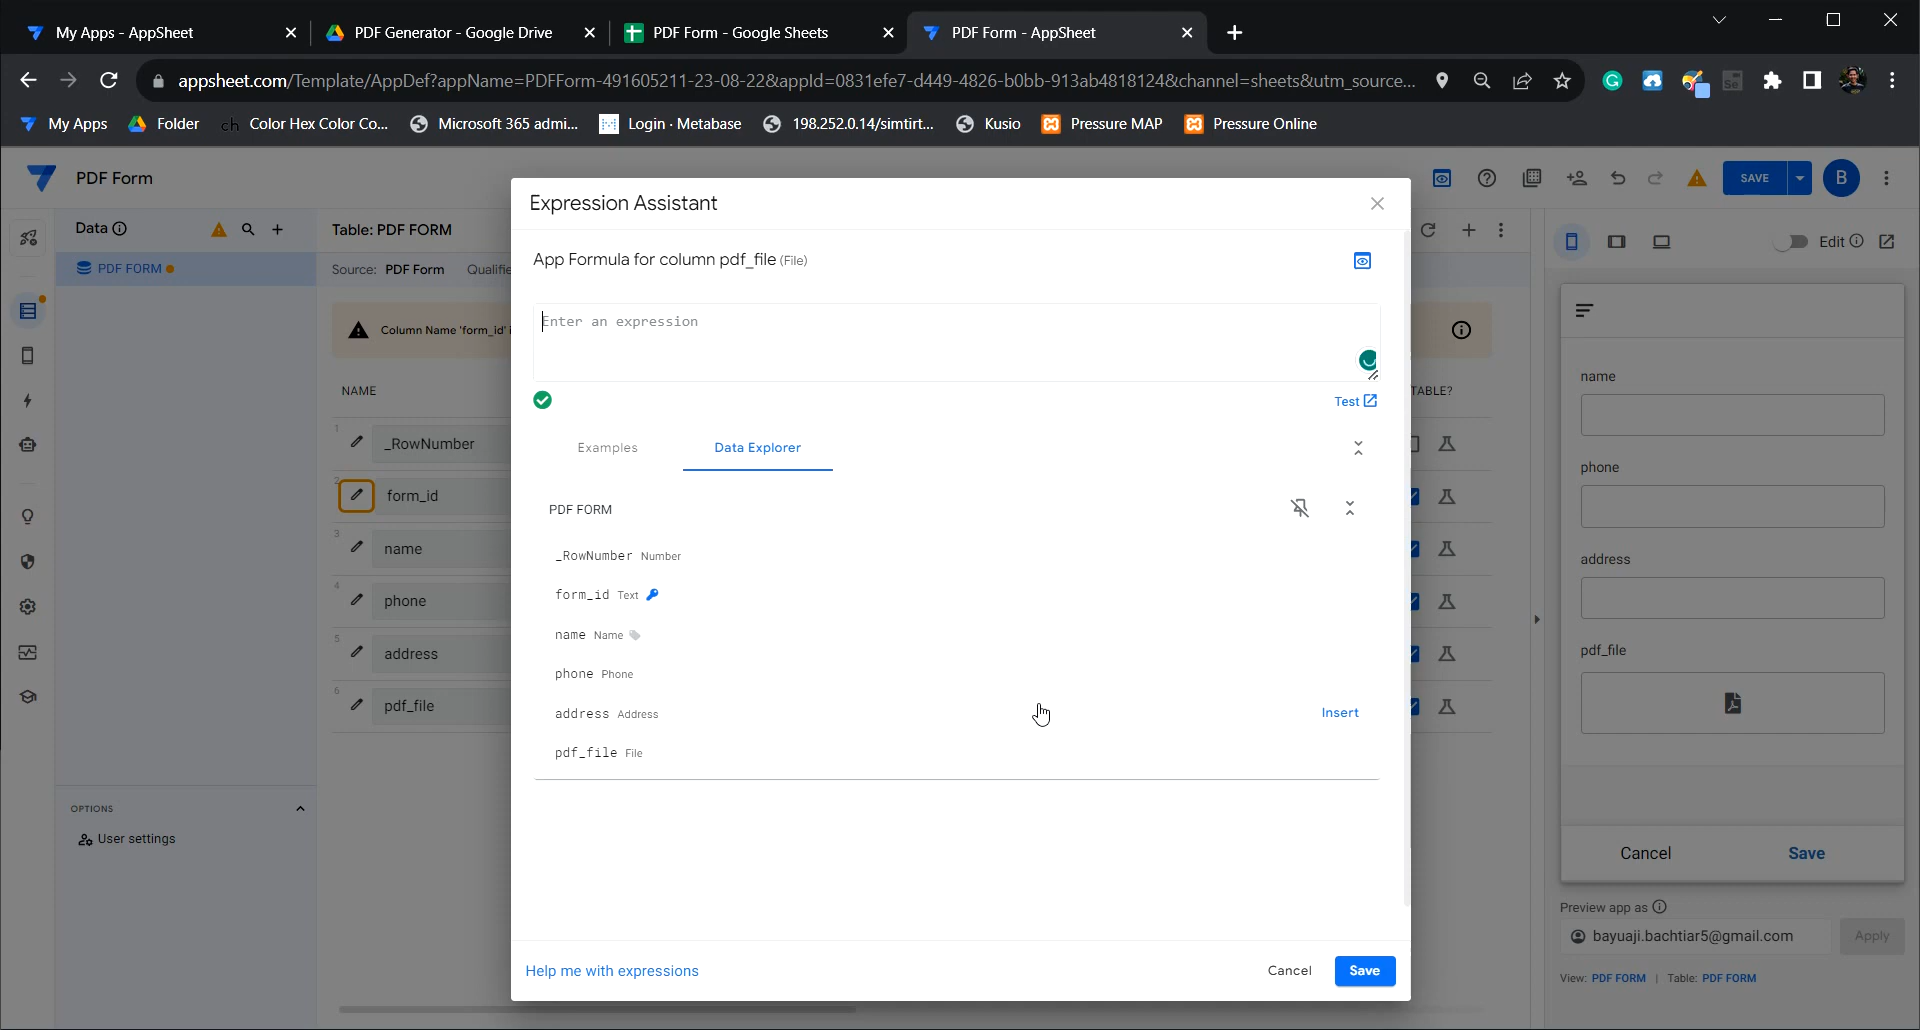 My Apps - AppSheet
PDF Generator - Google Drive
PDF Form - Google Sheets
PDF Form - AppSheet
appsheet.com/Template/AppDef?appName=PDFForm-491605211-23-08-22&appId=0831efe7-d449-4826-b0bb-913ab4818124&channel=sheets&utm_source...
My Apps
Folder
ch Color Hex Color Co...
Microsoft 365 admi...
Login · Metabase
198.252.0.14/simtirt...
Kusio
Pressure MAP
Pressure Online
PDF Form
SAVE
B
Data
PDF FORM
OPTIONS
User settings
Table: PDF FORM
Source: PDF Form
Column Name 'form_id'
NAME
1 _RowNumber
2 form_id
3 name
4 phone
5 address
6 pdf_file
Expression Assistant
App Formula for column pdf_file (File)
Enter an expression
Test
Examples
Data Explorer
PDF FORM
_RowNumber Number
form_id Text
name Name
phone Phone
address Address
Insert
pdf_file File
Help me with expressions
Cancel
Save
TABLE?
Edit
name
phone
address
pdf_file
Cancel
Save
Preview app as
bayuaji.bachtiar5@gmail.com
Apply
View: PDF FORM | Table: PDF FORM